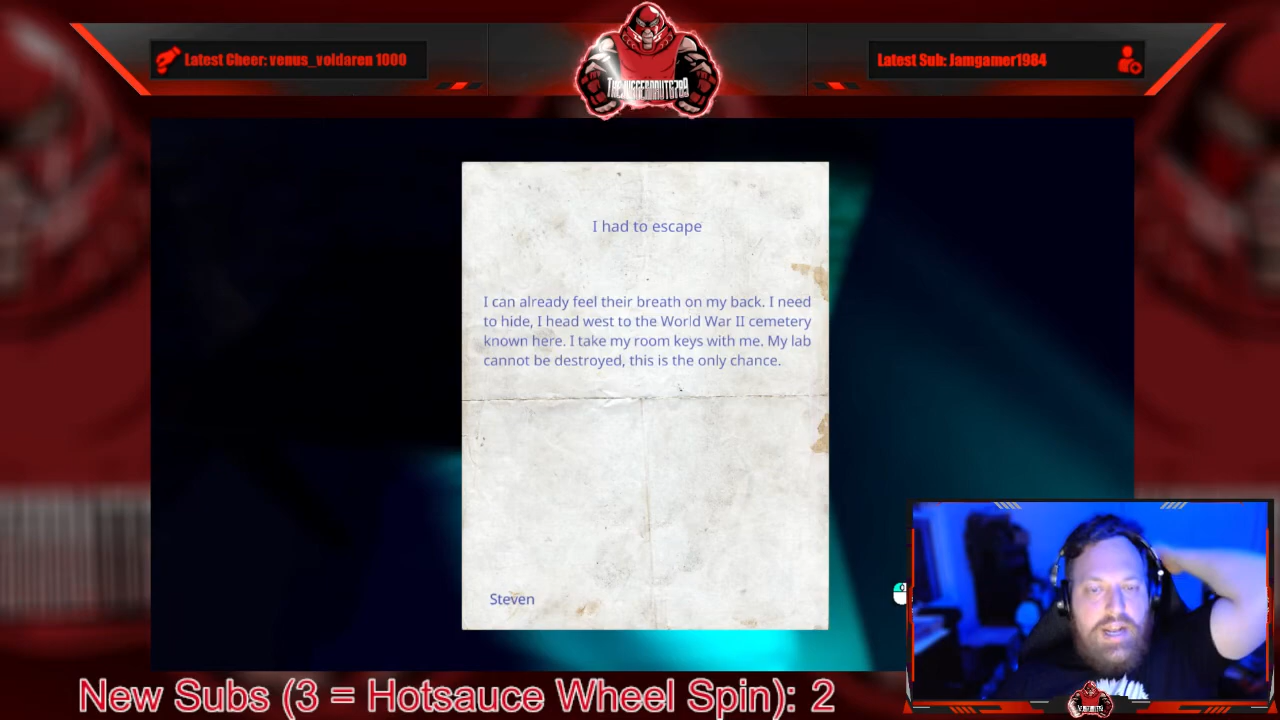 Latest Cheer: venus_voldaren 1000
Latest Sub: Jamgamer1984
I had to escape
I can already feel their breath on my back. I need
to hide, I head west to the World War II cemetery
known here. I take my room keys with me. My lab
cannot be destroyed, this is the only chance.
Steven
New Subs (3 = Hotsauce Wheel Spin): 2